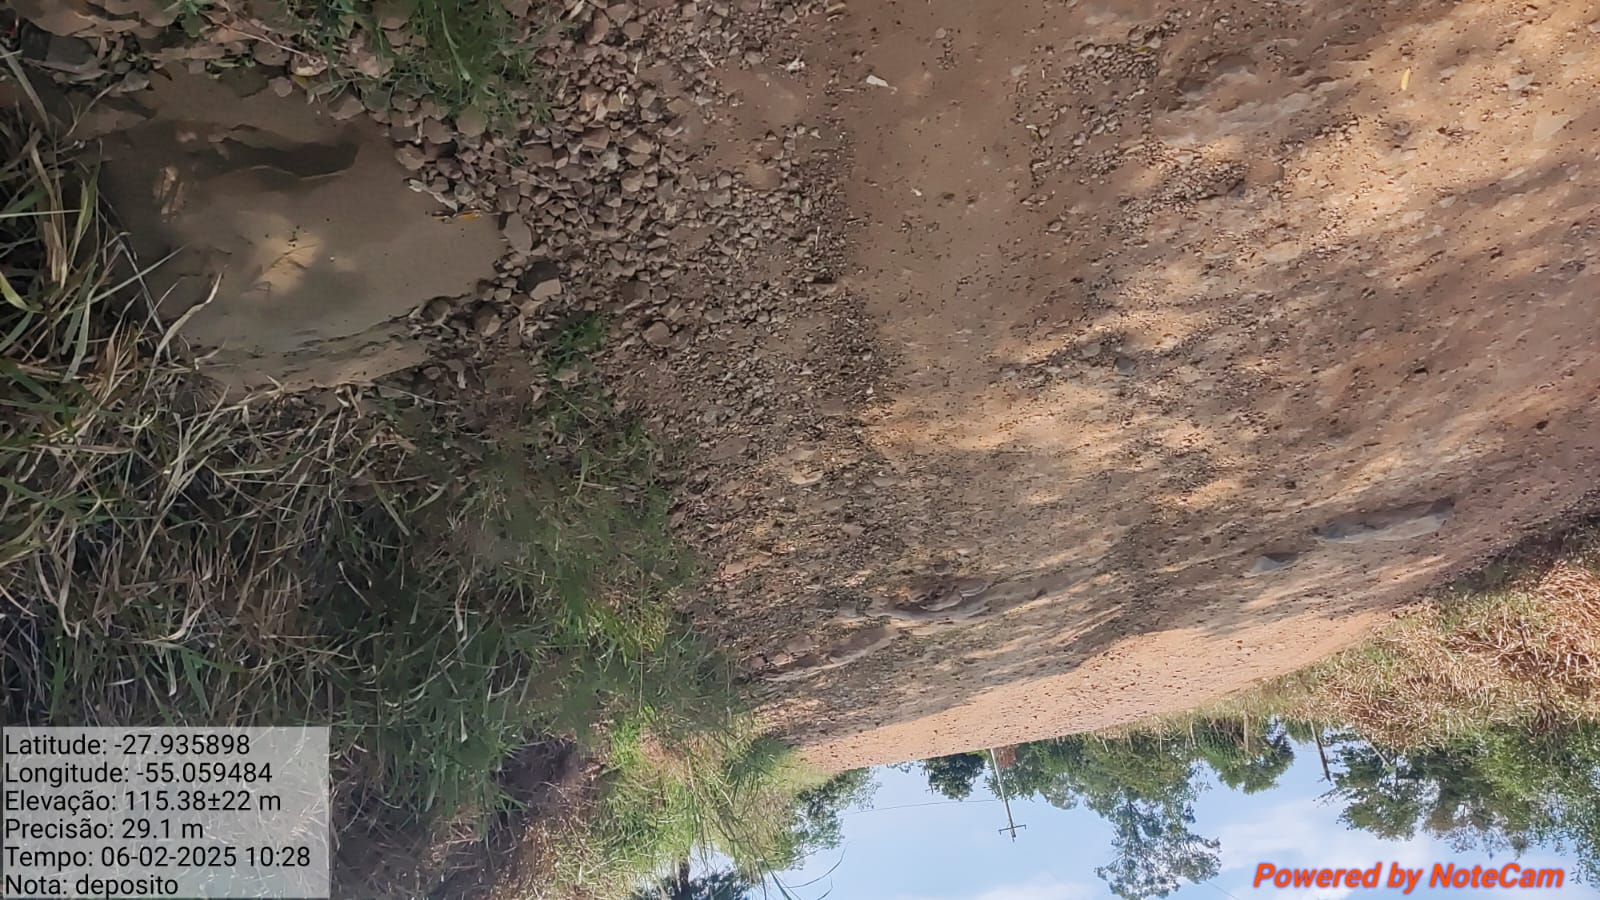 Latitude: -27.935898
Longitude: -55.059484
Elevação: 115.38±22 m
Precisão: 29.1 m
Tempo: 06-02-2025 10:28
Nota: deposito
Powered by NoteCam